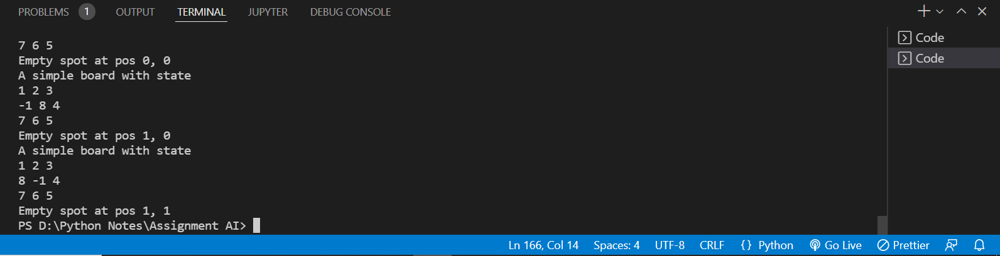 PROBLEMS 1 OUTPUT TERMINAL JUPYTER DEBUG CONSOLE
7 6 5
Empty spot at pos 0, 0
A simple board with state
1 2 3
-1 8 4
7 6 5
Empty spot at pos 1, 0
A simple board with state
1 2 3
8 -1 4
7 6 5
Empty spot at pos 1, 1
PS D:\Python Notes\Assignment AI>
Code
Code
Ln 166, Col 14 Spaces: 4 UTF-8 CRLF {} Python Go Live Prettier